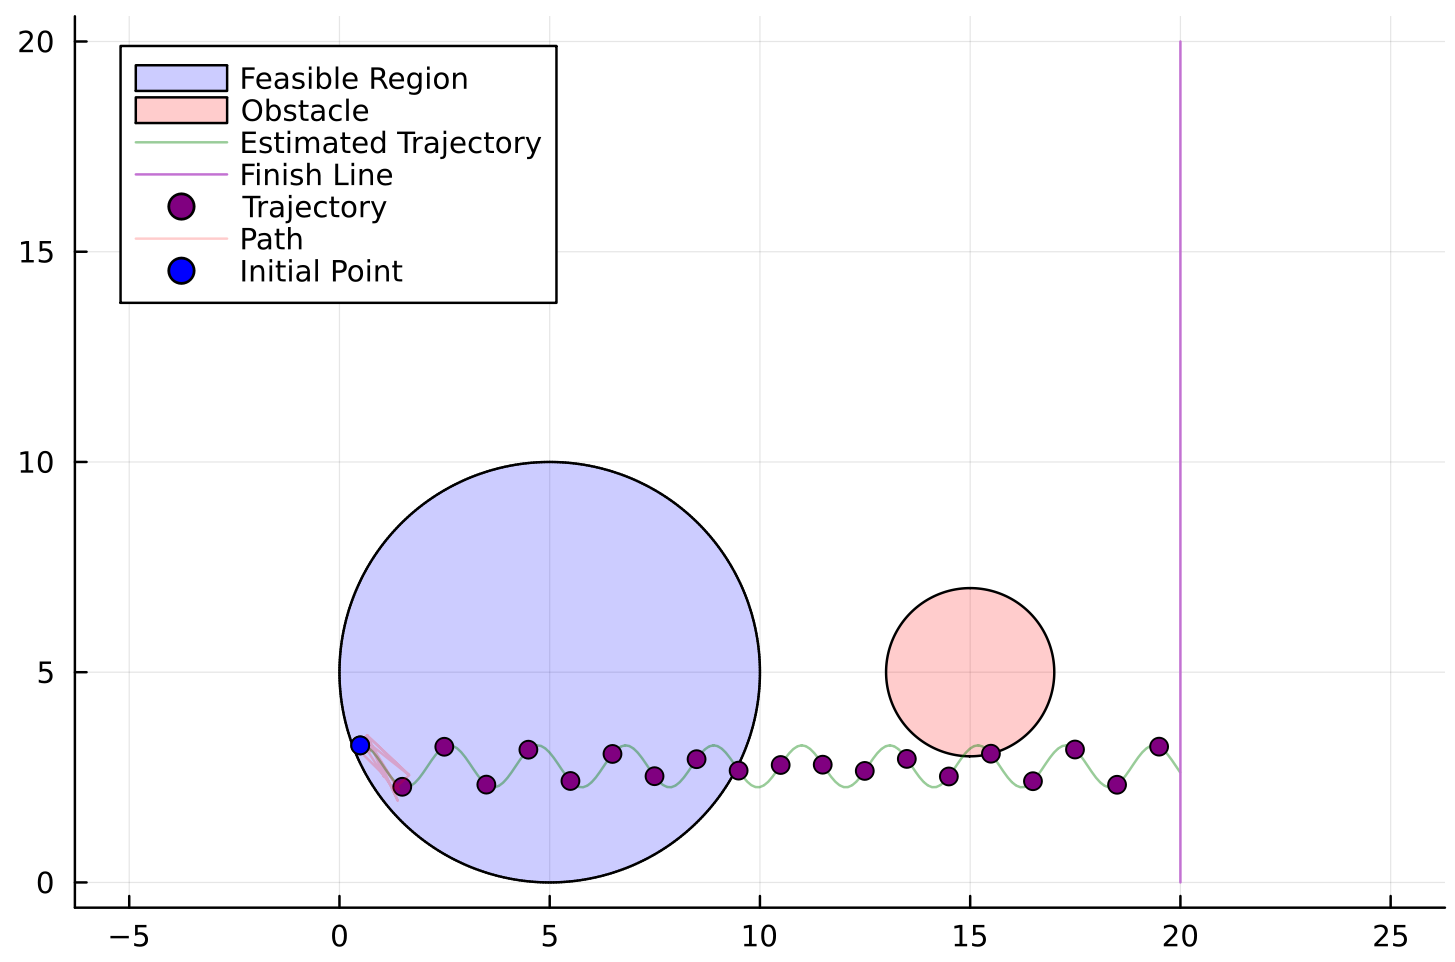 20
15
10
5
0
Feasible Region
Obstacle
Estimated Trajectory
Finish Line
Trajectory
Path
Initial Point
−5 0 5 10 15 20 25